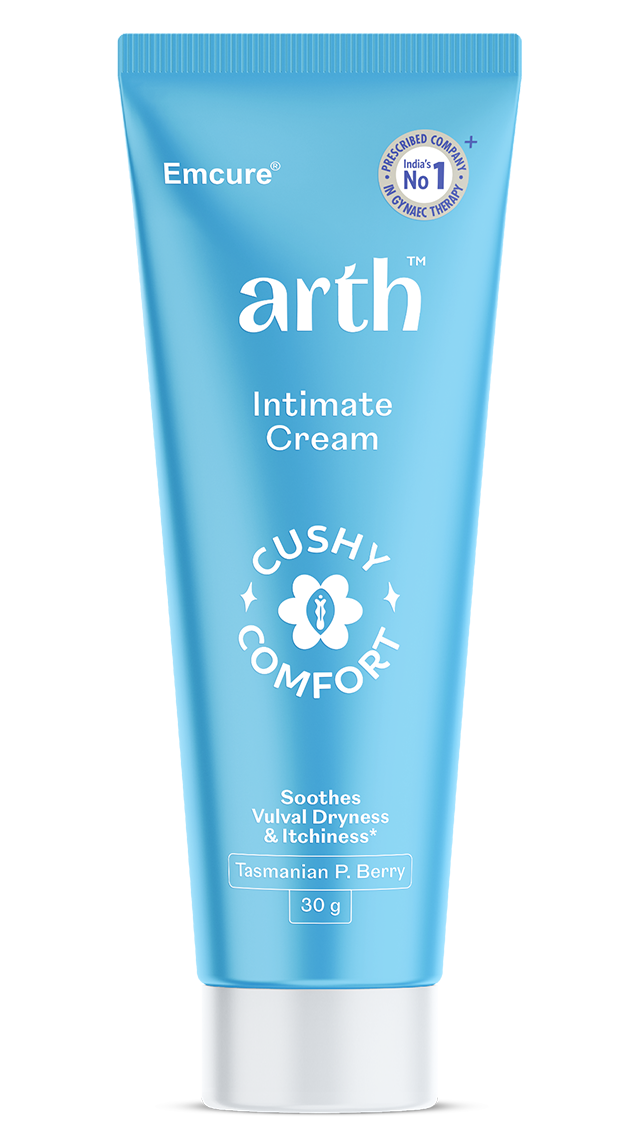 Emcure®
PRESCRIBED COMPANY
India's
No 1
IN GYNAEC THERAPY
+
arth™
Intimate
Cream
CUSHY
COMFORT
Soothes
Vulval Dryness
& Itchiness*
Tasmanian P. Berry
30 g